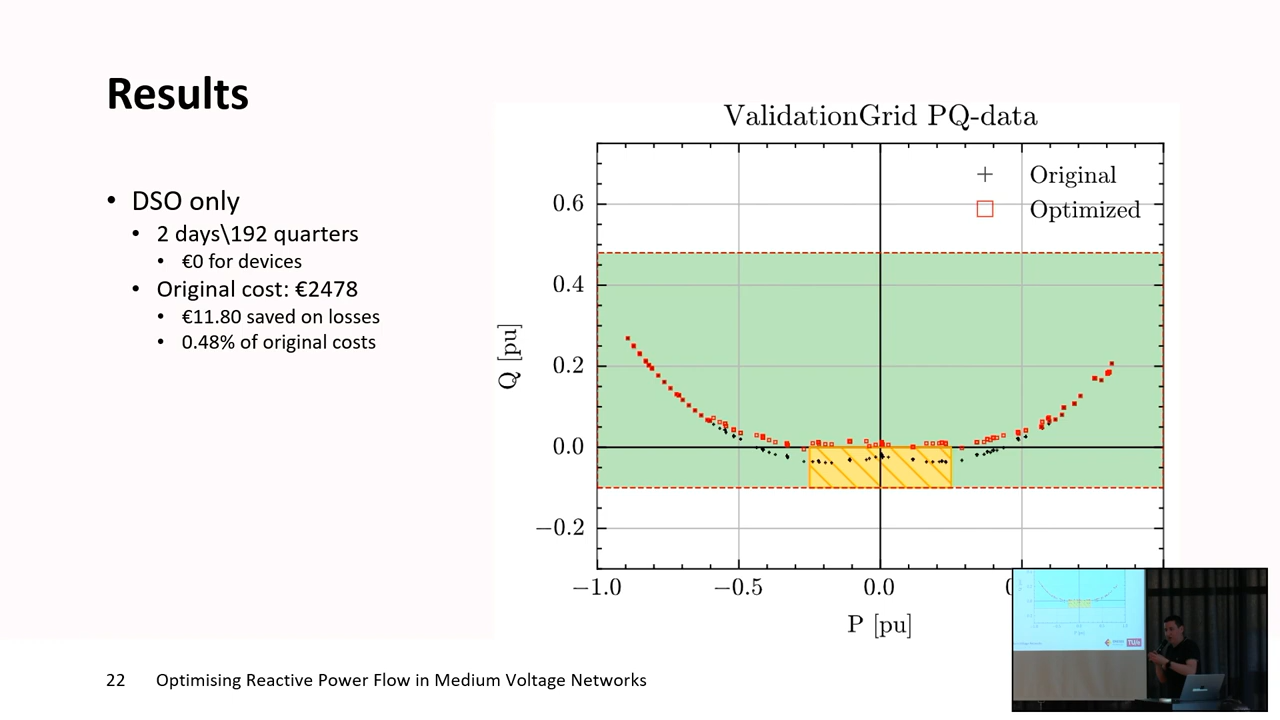 Results
• DSO only
• 2 days\192 quarters
• €0 for devices
• Original cost: €2478
• €11.80 saved on losses
• 0.48% of original costs
ValidationGrid PQ-data
Original
Optimized
Q [pu]
0.6
0.4
0.2
0.0
−0.2
−1.0
−0.5
0.0
P [pu]
22 Optimising Reactive Power Flow in Medium Voltage Networks